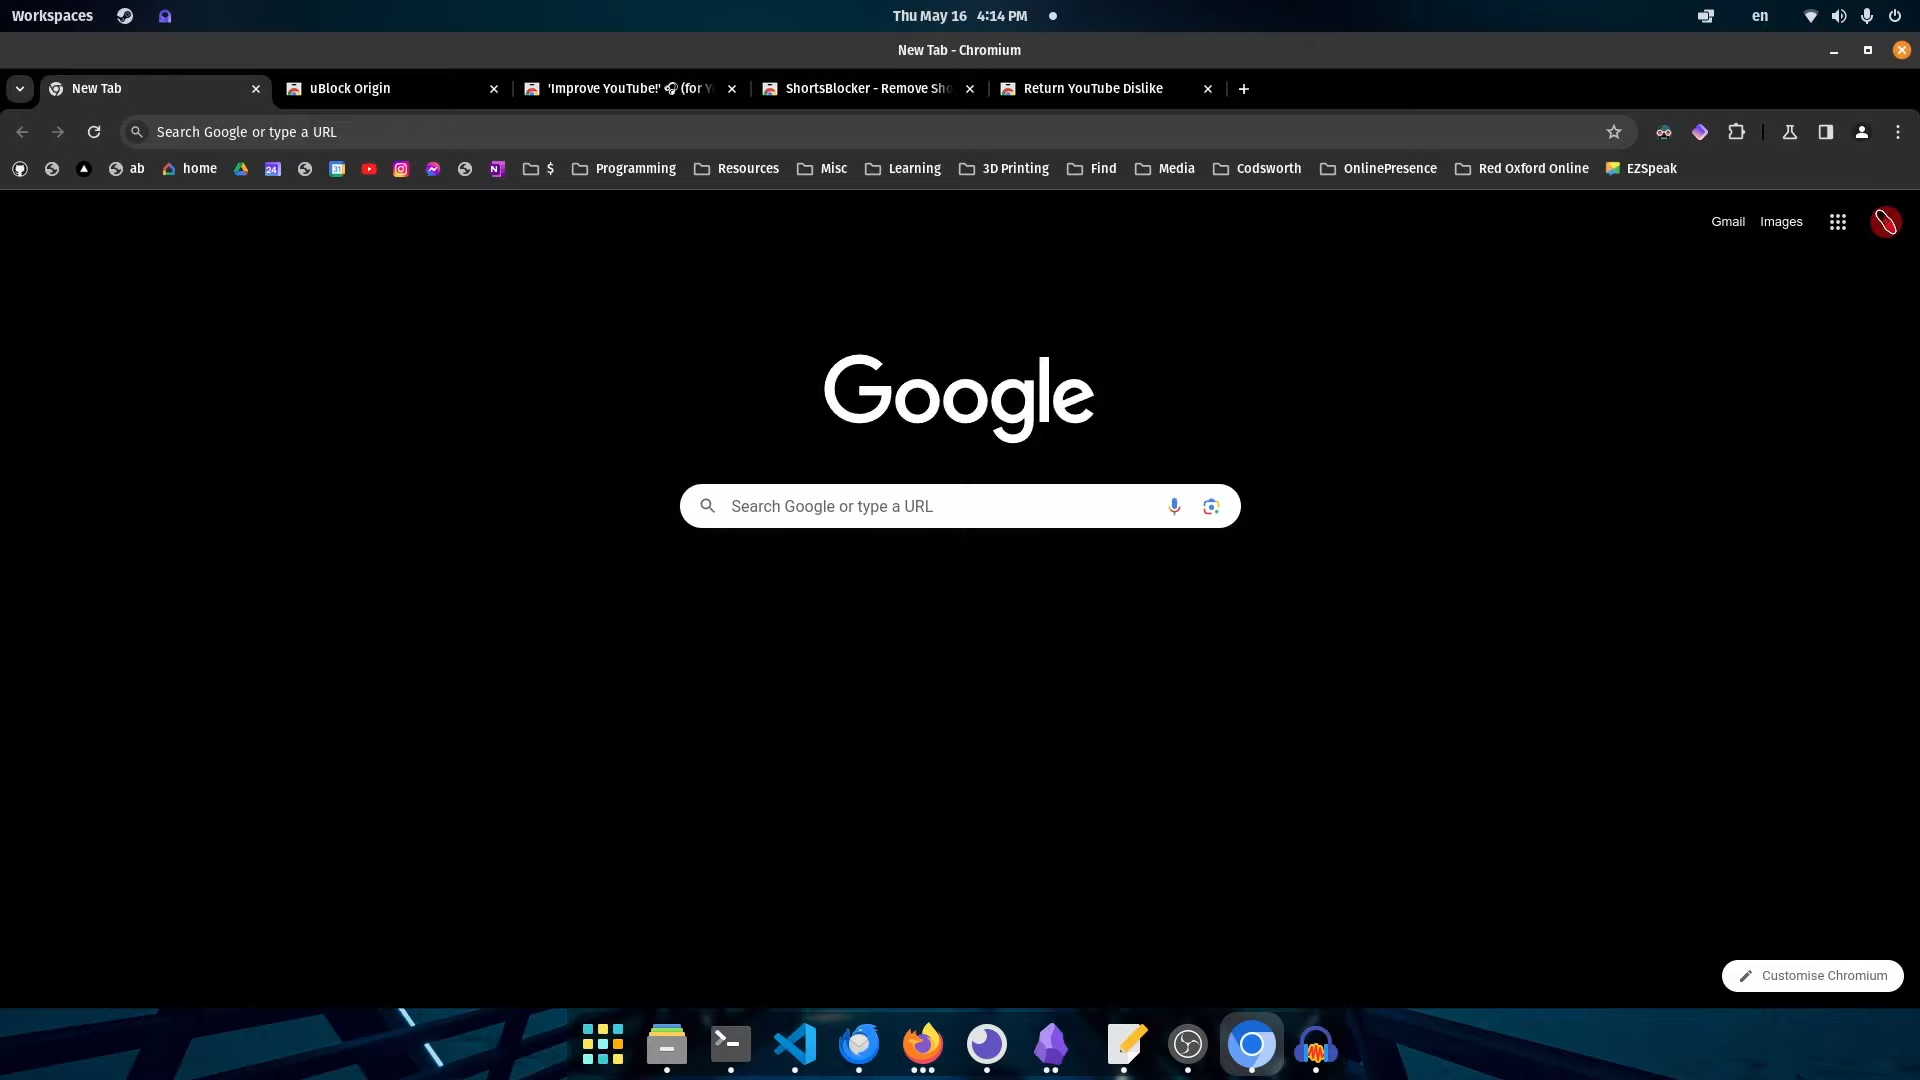 Workspaces
Thu May 16 4:14 PM
en
New Tab - Chromium
New Tab
uBlock Origin
'Improve YouTube!' 🎧 (for Y
ShortsBlocker - Remove Sho
Return YouTube Dislike
Search Google or type a URL
ab
home
24
31
N
$
Programming
Resources
Misc
Learning
3D Printing
Find
Media
Codsworth
OnlinePresence
Red Oxford Online
EZSpeak
Gmail
Images
Google
Search Google or type a URL
Customise Chromium